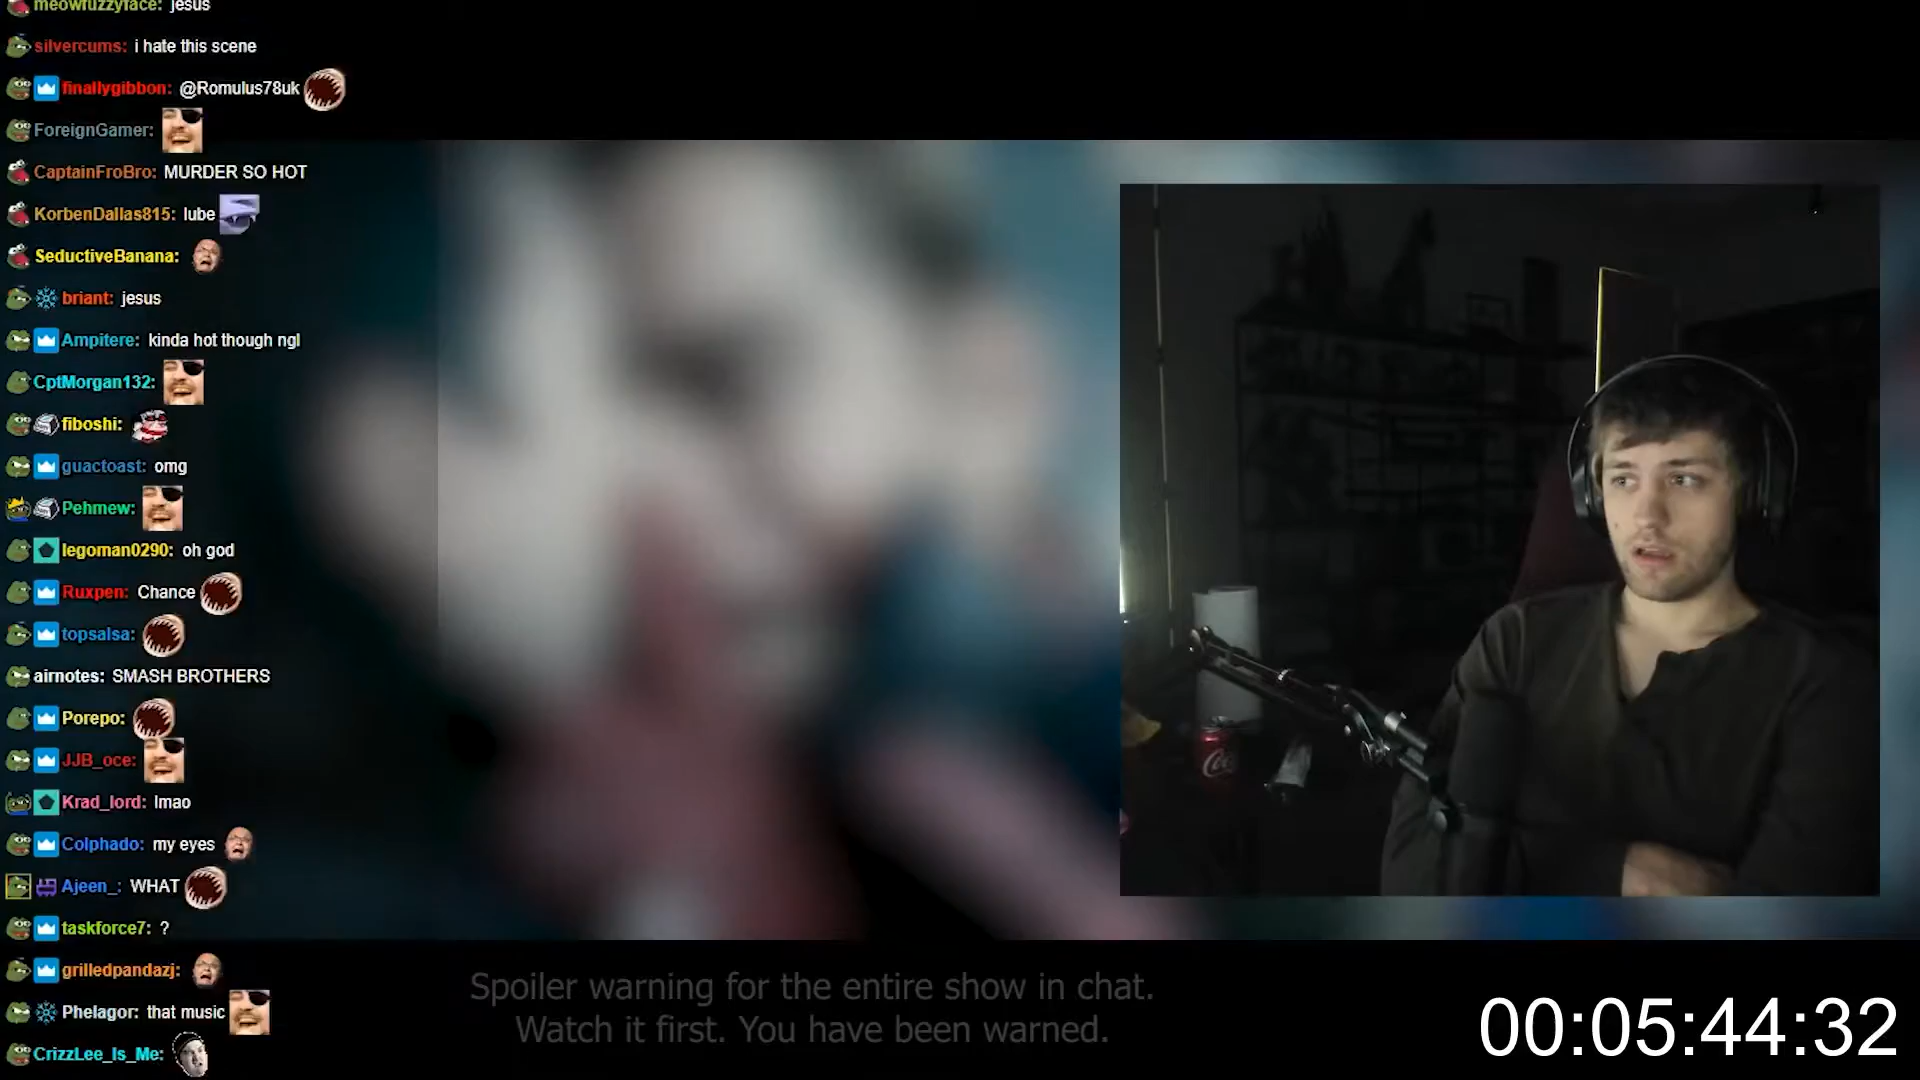 meowfuzzyface: jesus
silvercums: i hate this scene
finallygibbon: @Romulus78uk
ForeignGamer:
CaptainFroBro: MURDER SO HOT
KorbenDallas815: lube
SeductiveBanana:
briant: jesus
Ampitere: kinda hot though ngl
CptMorgan132:
fiboshi:
guactoast: omg
Pehmew:
legoman0290: oh god
Ruxpen: Chance
topsalsa:
airnotes: SMASH BROTHERS
Porepo:
JJB_oce:
Krad_lord: lmao
Colphado: my eyes
Ajeen_: WHAT
taskforce7: ?
grilledpandazj:
Phelagor: that music
CrizzLee_Is_Me:
Spoiler warning for the entire show in chat.
Watch it first. You have been warned.
00:05:44:32